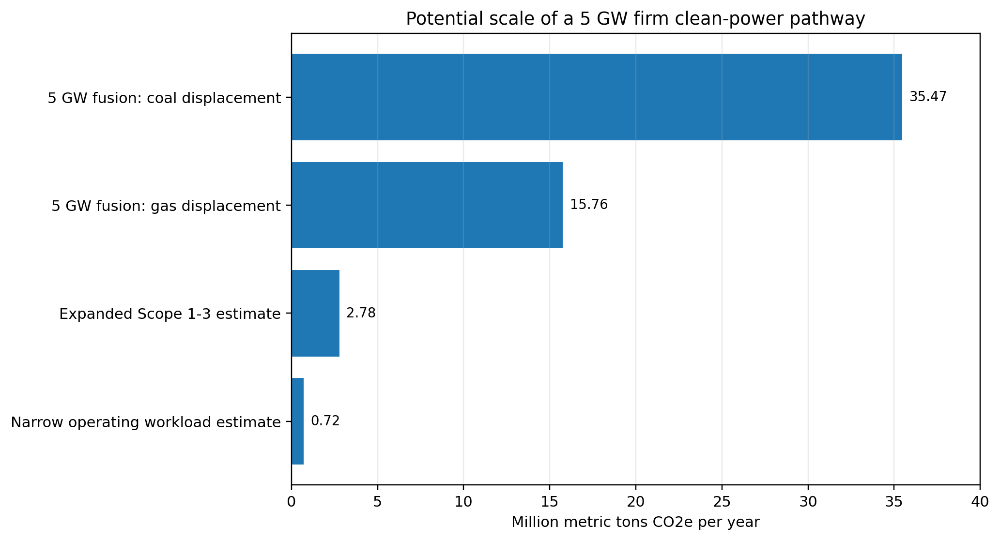 Potential scale of a 5 GW firm clean-power pathway
5 GW fusion: coal displacement
35.47
5 GW fusion: gas displacement
15.76
Expanded Scope 1-3 estimate
2.78
Narrow operating workload estimate
0.72
0 5 10 15 20 25 30 35 40
Million metric tons CO2e per year